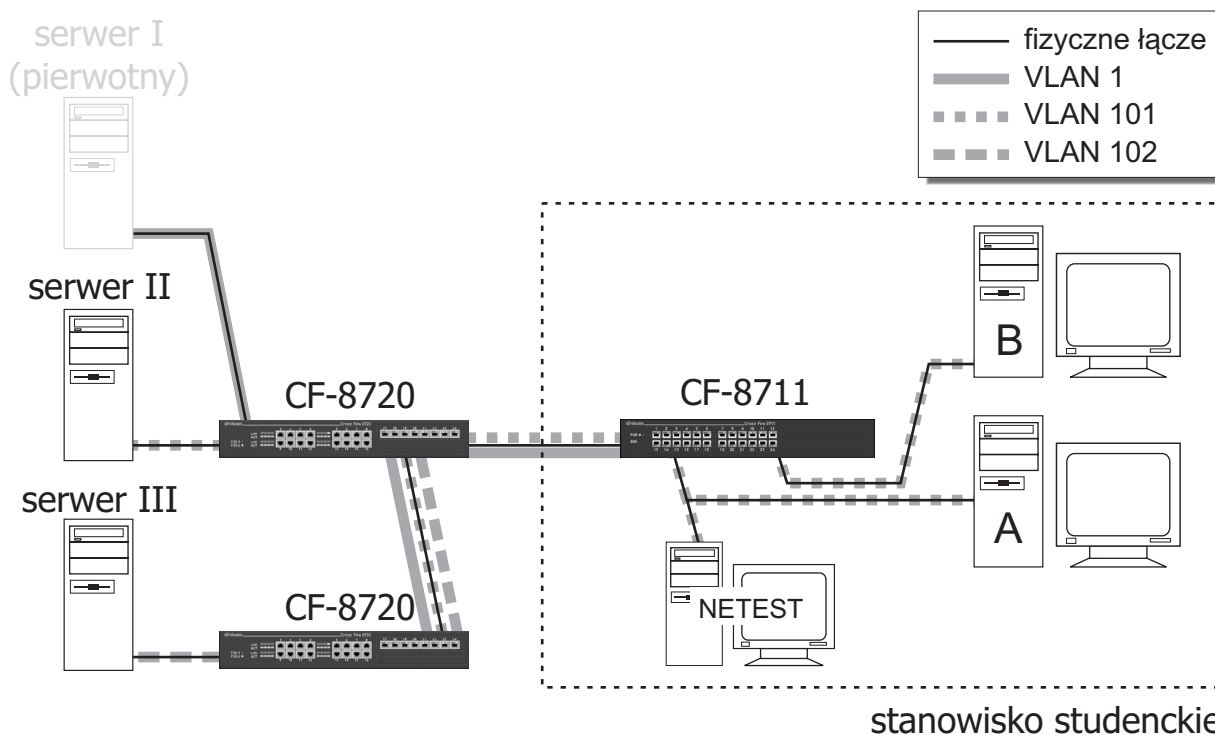 serwer I
(pierwotny)
fizyczne łącze
VLAN 1
VLAN 101
VLAN 102
serwer II
B
CF-8720
CF-8711
serwer III
A
CF-8720
NETEST
stanowisko studenckie